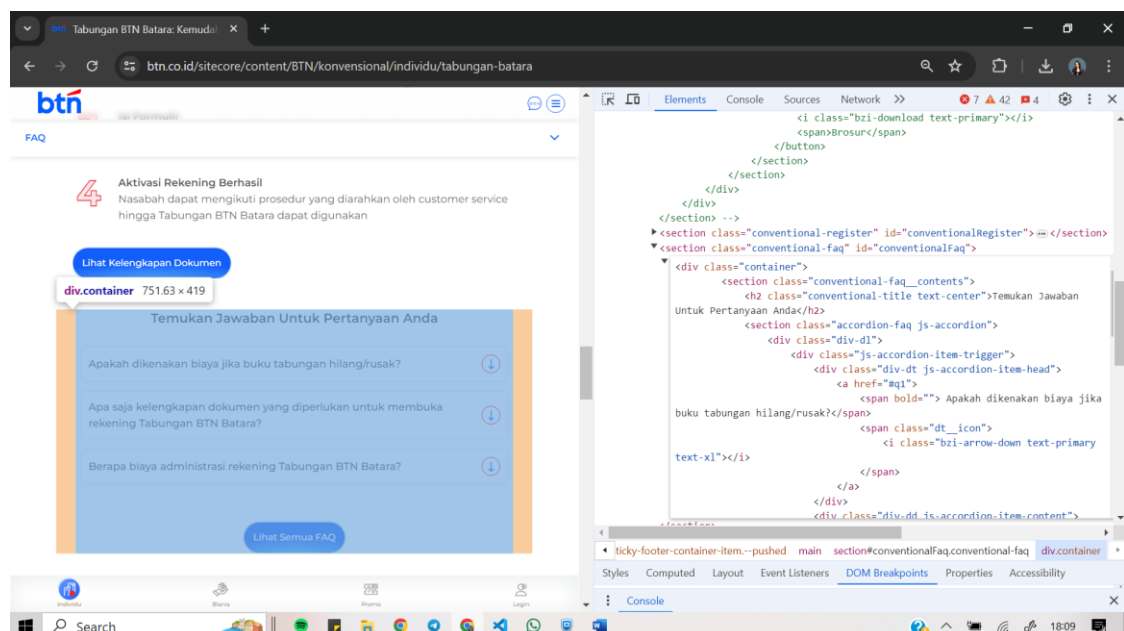 btn Tabungan BTN Batara: Kemudal
btn.co.id/sitecore/content/BTN/konvensional/individu/tabungan-batara
btn
Isi Formulir
FAQ
4
Aktivasi Rekening Berhasil
Nasabah dapat mengikuti prosedur yang diarahkan oleh customer service
hingga Tabungan BTN Batara dapat digunakan
Lihat Kelengkapan Dokumen
div.container 751.63 × 419
Temukan Jawaban Untuk Pertanyaan Anda
Apakah dikenakan biaya jika buku tabungan hilang/rusak?
Apa saja kelengkapan dokumen yang diperlukan untuk membuka
rekening Tabungan BTN Batara?
Berapa biaya administrasi rekening Tabungan BTN Batara?
Lihat Semua FAQ
Individu Bisnis Promo Login
Elements Console Sources Network 7 42 4
<i class="bzi-download text-primary"></i>
<span>Brosur</span>
</button>
</section>
</section>
</div>
</div>
</section> -->
<section class="conventional-register" id="conventionalRegister"> … </section>
<section class="conventional-faq" id="conventionalFaq">
<div class="container">
<section class="conventional-faq__contents">
<h2 class="conventional-title text-center">Temukan Jawaban
Untuk Pertanyaan Anda</h2>
<section class="accordion-faq js-accordion">
<div class="div-dl">
<div class="js-accordion-item-trigger">
<div class="div-dt js-accordion-item-head">
<a href="#q1">
<span bold=""> Apakah dikenakan biaya jika
buku tabungan hilang/rusak?</span>
<span class="dt__icon">
<i class="bzi-arrow-down text-primary
text-xl"></i>
</span>
</a>
</div>
<div class="div-dd js-accordion-item-content">
</section>
ticky-footer-container-item.--pushed main section#conventionalFaq.conventional-faq div.container
Styles Computed Layout Event Listeners DOM Breakpoints Properties Accessibility
Console
Search
18:09